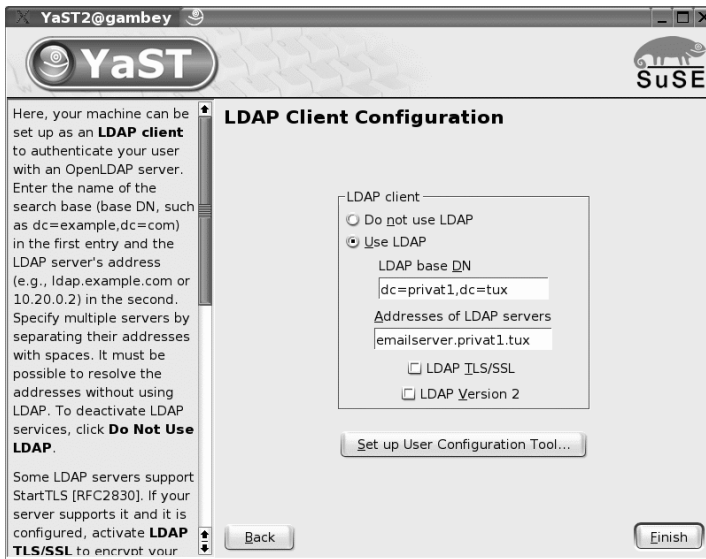 YaST2@gambey
YaST
SuSE
Here, your machine can be
set up as an LDAP client
to authenticate your user
with an OpenLDAP server.
Enter the name of the
search base (base DN, such
as dc=example,dc=com)
in the first entry and the
LDAP server's address
(e.g., ldap.example.com or
10.20.0.2) in the second.
Specify multiple servers by
separating their addresses
with spaces. It must be
possible to resolve the
addresses without using
LDAP. To deactivate LDAP
services, click Do Not Use
LDAP.
Some LDAP servers support
StartTLS [RFC2830]. If your
server supports it and it is
configured, activate LDAP
TLS/SSL to encrypt your
LDAP Client Configuration
LDAP client
Do not use LDAP
Use LDAP
LDAP base DN
dc=privat1,dc=tux
Addresses of LDAP servers
emailserver.privat1.tux
LDAP TLS/SSL
LDAP Version 2
Set up User Configuration Tool...
Back
Finish